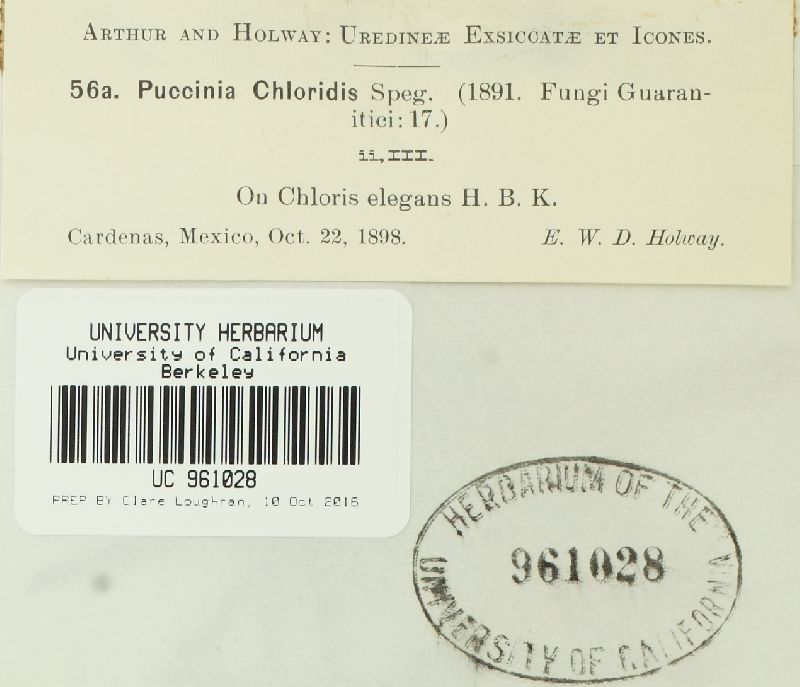 ARTHUR AND HOLWAY: UREDINEÆ EXSICCATÆ ET ICONES.
56a. Puccinia Chloridis Speg. (1891. Fungi Guaran-
itici: 17.)
ii, III.
On Chloris elegans H. B. K.
Cardenas, Mexico, Oct. 22, 1898. E. W. D. Holway.
UNIVERSITY HERBARIUM
University of California
Berkeley
UC 961028
PREP BY Clare Loughran, 10 Oct 2016
HERBARIUM OF THE
961028
UNIVERSITY OF CALIFORNIA